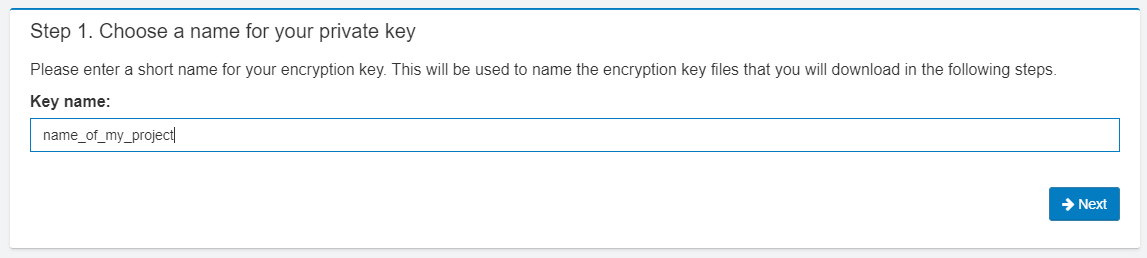 Step 1. Choose a name for your private key
Please enter a short name for your encryption key. This will be used to name the encryption key files that you will download in the following steps.
Key name:
name_of_my_project
Next